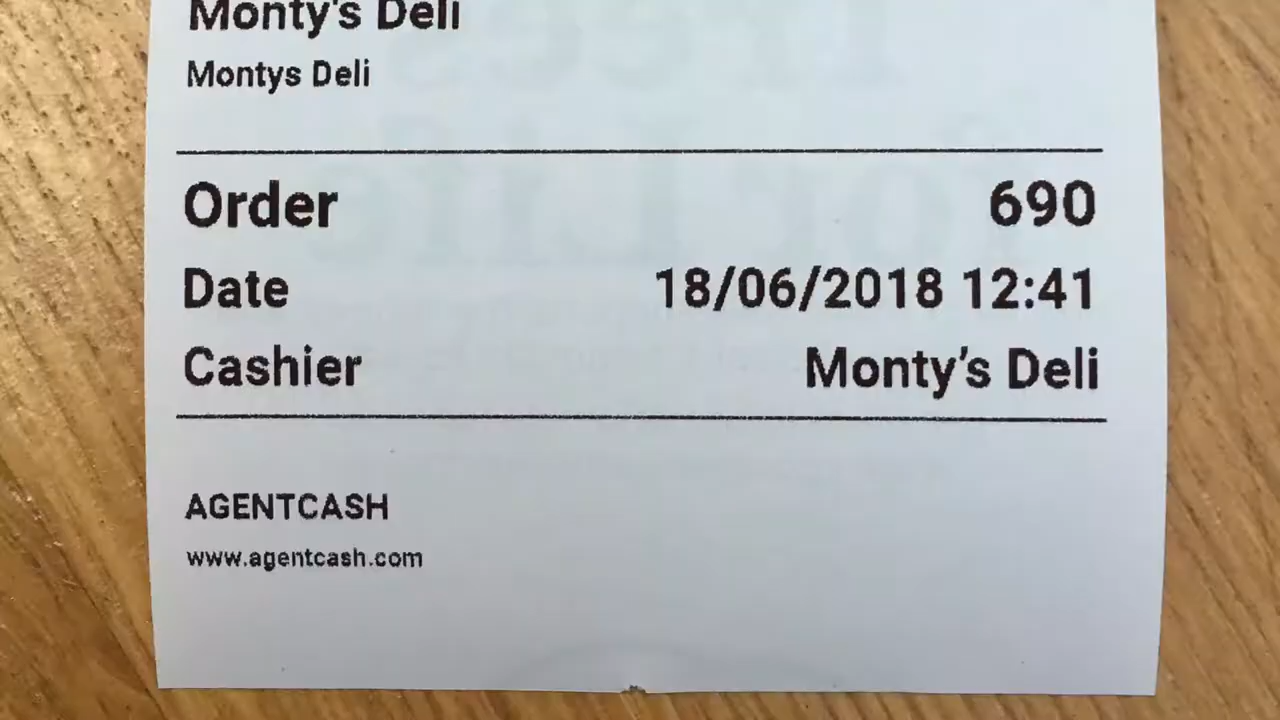 Monty's Deli
Montys Deli
Order 690
Date 18/06/2018 12:41
Cashier Monty's Deli
AGENTCASH
www.agentcash.com